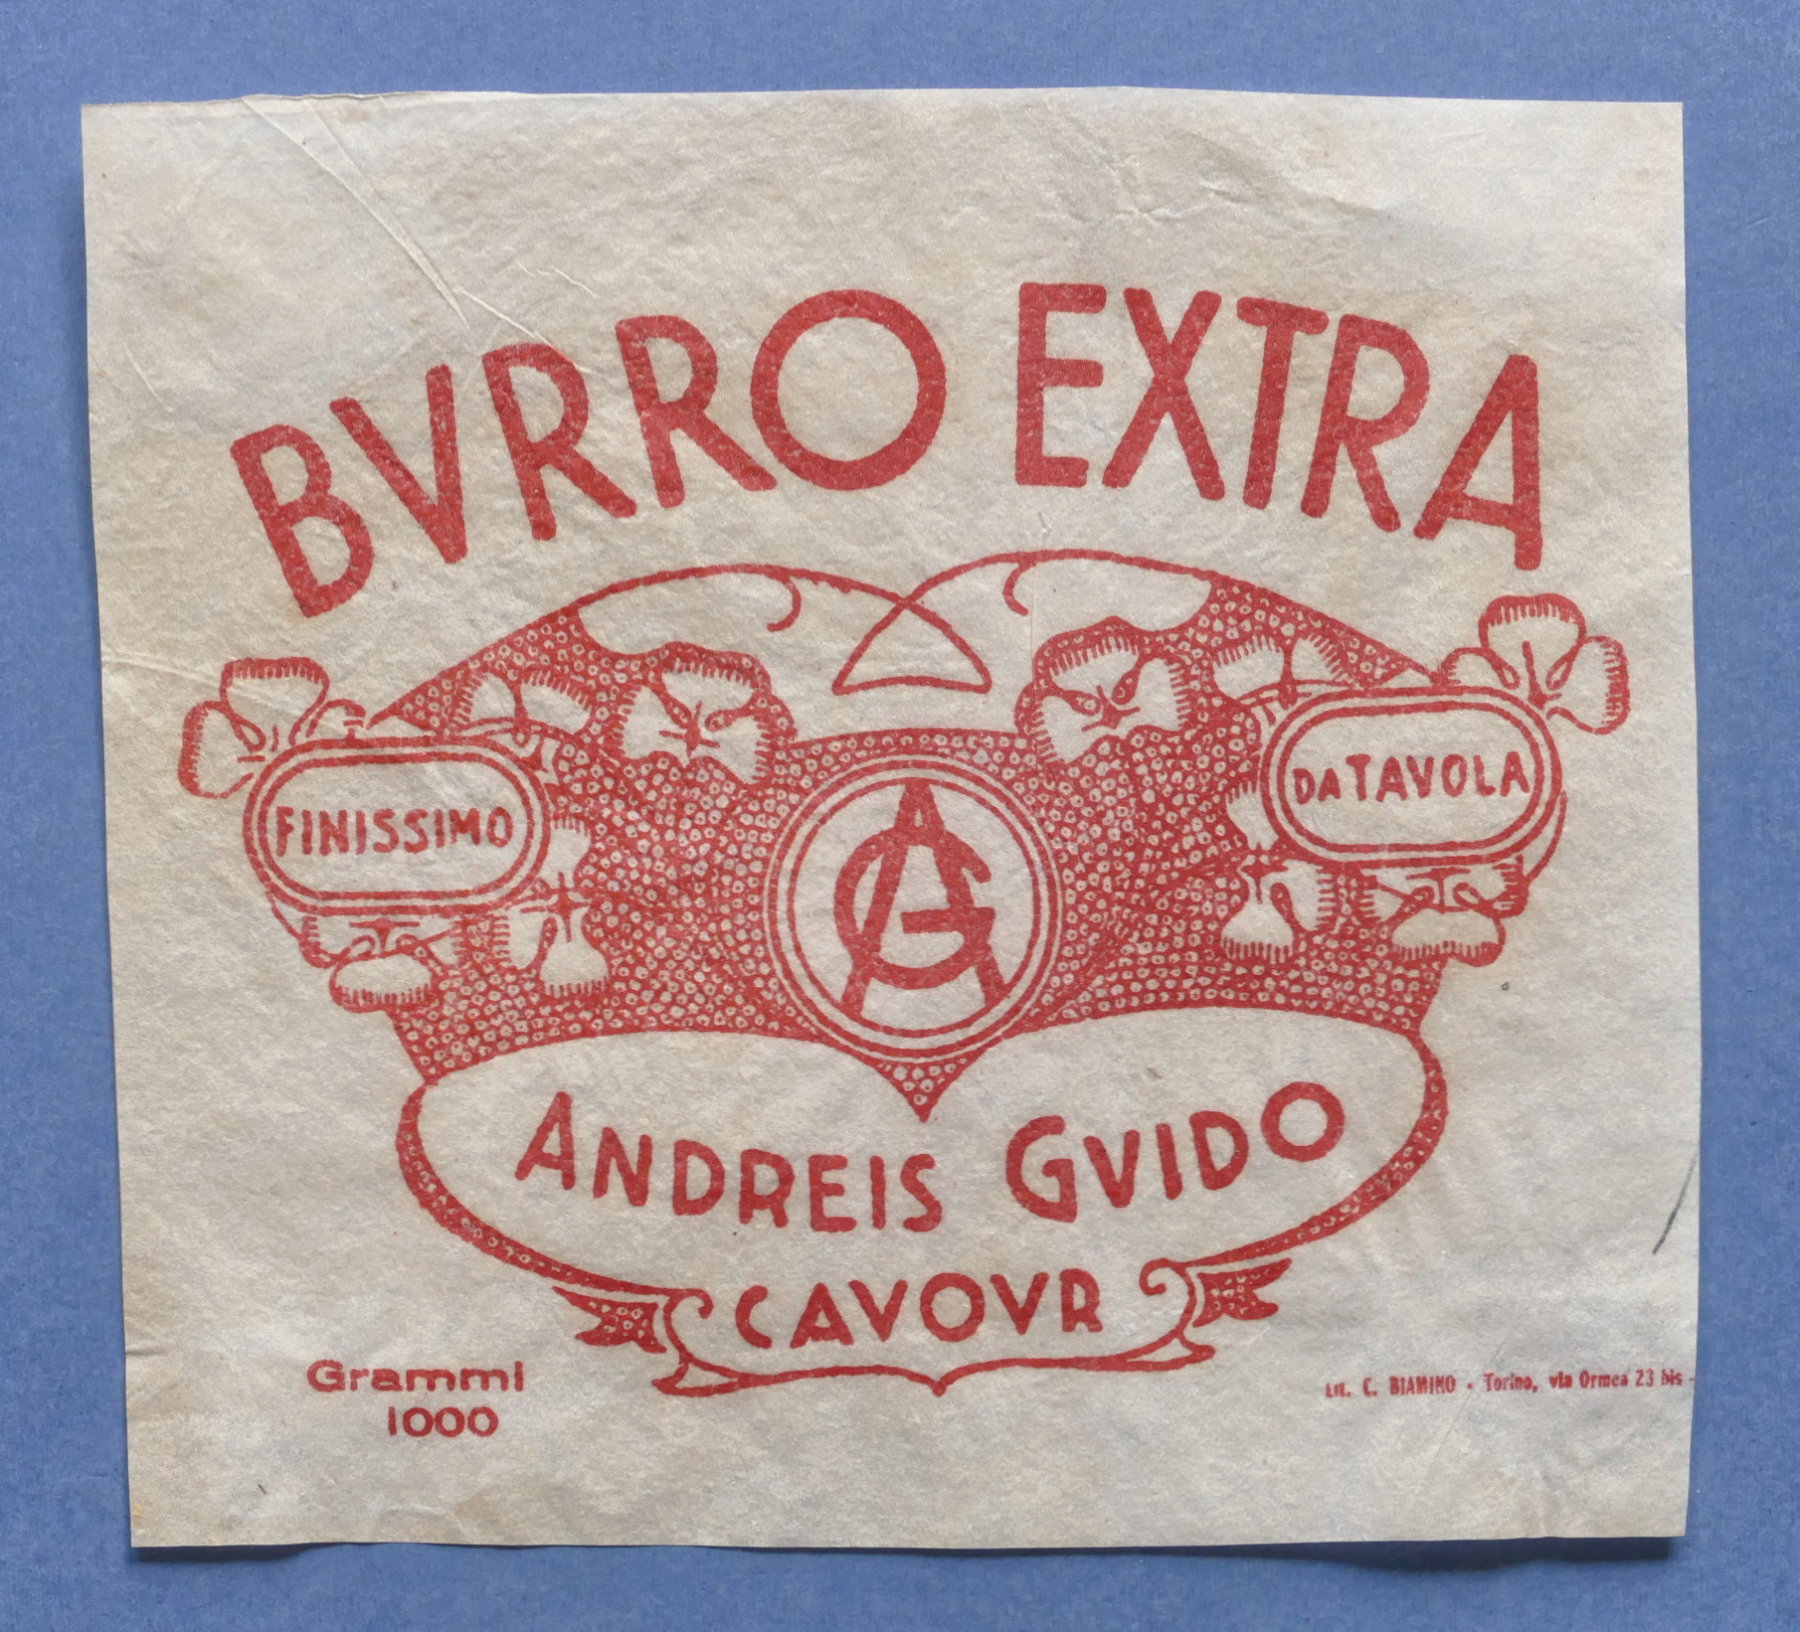 BVRRO EXTRA
FINISSIMO
DA TAVOLA
AG
ANDREIS GVIDO
CAVOVR
Grammi
1000
Lit. C. BIAMINO - Torino, via Ormea 23 bis -